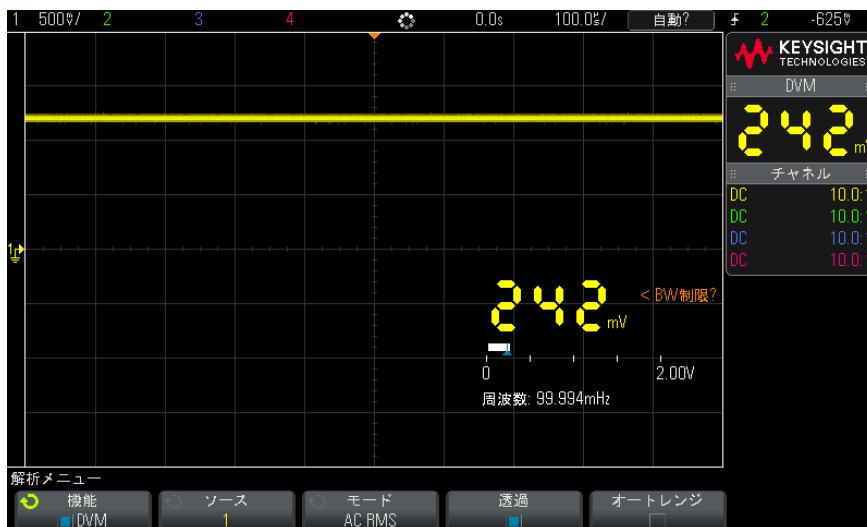 1 500㎷/ 2 3 4 0.0s 100.0㎲/ 自動? 2 -625㎷
KEYSIGHT
TECHNOLOGIES
DVM
242 mV
チャネル
DC 10.0:1
DC 10.0:1
DC 10.0:1
DC 10.0:1
1
242 mV
< BW制限?
0 2.00V
周波数: 99.994mHz
解析メニュー
機能
DVM
ソース
1
モード
AC RMS
透過
オートレンジ